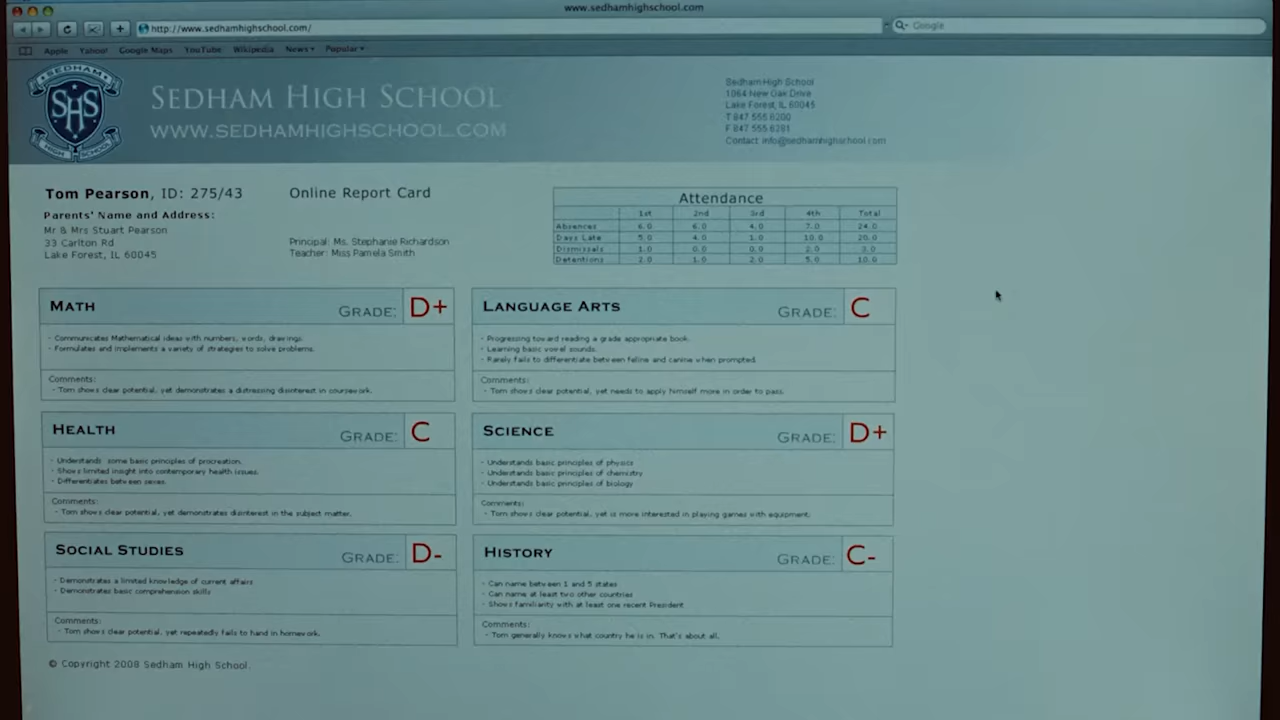 www.sedhamhighschool.com
http://www.sedhamhighschool.com/
Google
Apple Yahoo! Google Maps YouTube Wikipedia News Popular
SEDHAM
SHS
HIGH SCHOOL
SEDHAM HIGH SCHOOL
WWW.SEDHAMHIGHSCHOOL.COM
Sedham High School
1064 New Oak Drive
Lake Forest, IL 60045
T 847 555 6200
F 847 555 6281
Contact: info@sedhamhighschool.com
Tom Pearson, ID: 275/43
Parents' Name and Address:
Mr & Mrs Stuart Pearson
33 Carlton Rd
Lake Forest, IL 60045
Online Report Card
Principal: Ms. Stephanie Richardson
Teacher: Miss Pamela Smith
Attendance
1st 2nd 3rd 4th Total
Absences 6.0 6.0 4.0 7.0 24.0
Days Late 5.0 4.0 1.0 10.0 20.0
Dismissals 1.0 0.0 0.0 2.0 3.0
Detentions 2.0 1.0 2.0 5.0 10.0
MATH GRADE: D+
- Communicates Mathematical ideas with numbers, words, drawings.
- Formulates and implements a variety of strategies to solve problems.
Comments:
- Tom shows clear potential, yet demonstrates a distressing disinterest in coursework.
LANGUAGE ARTS GRADE: C
- Progressing toward reading a grade appropriate book.
- Learning basic vowel sounds.
- Rarely fails to differentiate between feline and canine when prompted.
Comments:
- Tom shows clear potential, yet needs to apply himself more in order to pass.
HEALTH GRADE: C
- Understands some basic principles of procreation.
- Shows limited insight into contemporary health issues.
- Differentiates between sexes.
Comments:
- Tom shows clear potential, yet demonstrates disinterest in the subject matter.
SCIENCE GRADE: D+
- Understands basic principles of physics
- Understands basic principles of chemistry
- Understands basic principles of biology
Comments:
- Tom shows clear potential, yet is more interested in playing games with equipment.
SOCIAL STUDIES GRADE: D-
- Demonstrates a limited knowledge of current affairs
- Demonstrates basic comprehension skills
Comments:
- Tom shows clear potential, yet repeatedly fails to hand in homework.
HISTORY GRADE: C-
- Can name between 1 and 5 states
- Can name at least two other countries
- Shows familiarity with at least one recent President
Comments:
- Tom generally knows what country he is in. That's about all.
© Copyright 2008 Sedham High School.